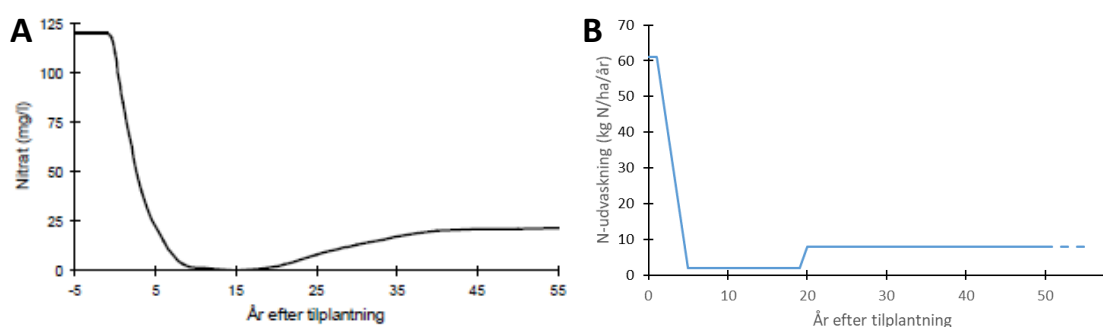 A
Nitrat (mg/l)
125
100
75
50
25
0
-5 5 15 25 35 45 55
År efter tilplantning
B
N-udvaskning (kg N/ha/år)
70
60
50
40
30
20
10
0
0 10 20 30 40 50
År efter tilplantning